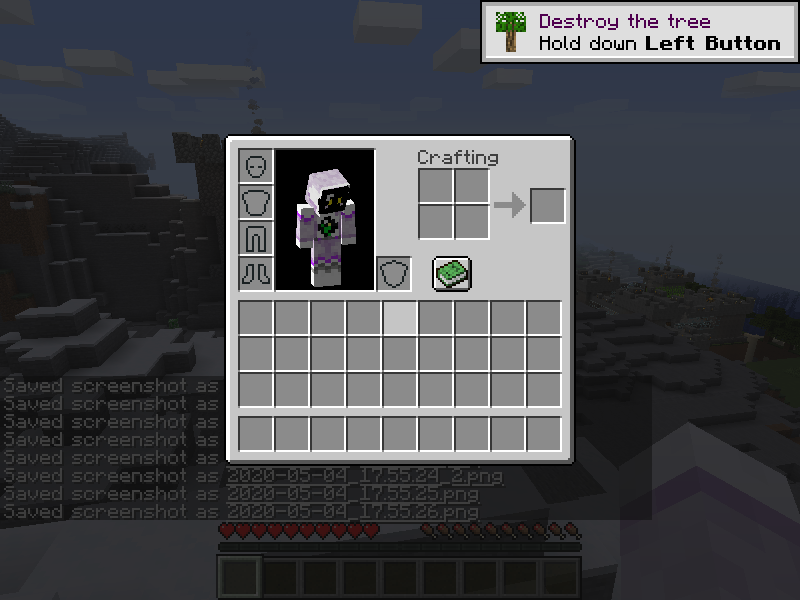 Destroy the tree
Hold down Left Button
Crafting
Saved screenshot as
Saved screenshot as
Saved screenshot as
Saved screenshot as
Saved screenshot as
Saved screenshot as 2020-05-04_17.55.24_2.png
Saved screenshot as 2020-05-04_17.55.25.png
Saved screenshot as 2020-05-04_17.55.26.png